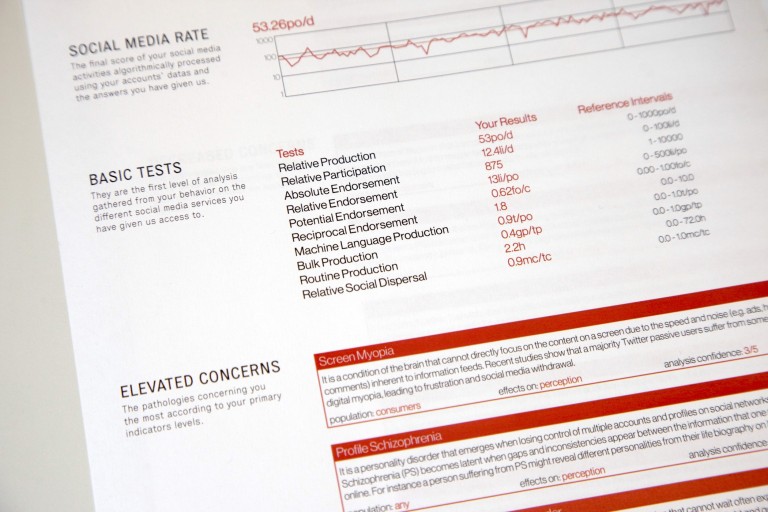 SOCIAL MEDIA RATE
The final score of your social media
activities algorithmically processed
using your accounts' datas and
the answers you have given us.
53.26po/d
1000
100
10
1
BASIC TESTS
They are the first level of analysis
gathered from your behavior on the
different social media services you
have given us access to.
Tests Your Results Reference Intervals
Relative Production 53po/d 0-1000po/d
Relative Participation 12.4li/d 0-100li/d
Absolute Endorsement 875 1-10000
Relative Endorsement 13li/po 0-500li/po
Potential Endorsement 0.62fo/c 0.00-1.00fo/c
Reciprocal Endorsement 1.8 0.0-10.0
Machine Language Production 0.9t/po 0.0-1.0t/po
Bulk Production 0.4gp/tp 0.0-1.0gp/tp
Routine Production 2.2h 0.0-72.0h
Relative Social Dispersal 0.9mc/tc 0.0-1.0mc/tc
ELEVATED CONCERNS
The pathologies concerning you
the most according to your primary
indicators levels.
Screen Myopia
It is a condition of the brain that cannot directly focus on the content on a screen due to the speed and noise (e.g. ads,
comments) inherent to information feeds. Recent studies show that a majority Twitter passive users suffer from some
digital myopia, leading to frustration and social media withdrawal.
population: consumers effects on: perception analysis confidence: 3/5
Profile Schizophrenia
It is a personality disorder that emerges when losing control of multiple accounts and profiles on social networks
Schizophrenia (PS) becomes latent when gaps and inconsistencies appear between the information that one
online. For instance a person suffering from PS might reveal different personalities from their life biography on
population: any effects on: perception analysis confidence
that cannot wait often